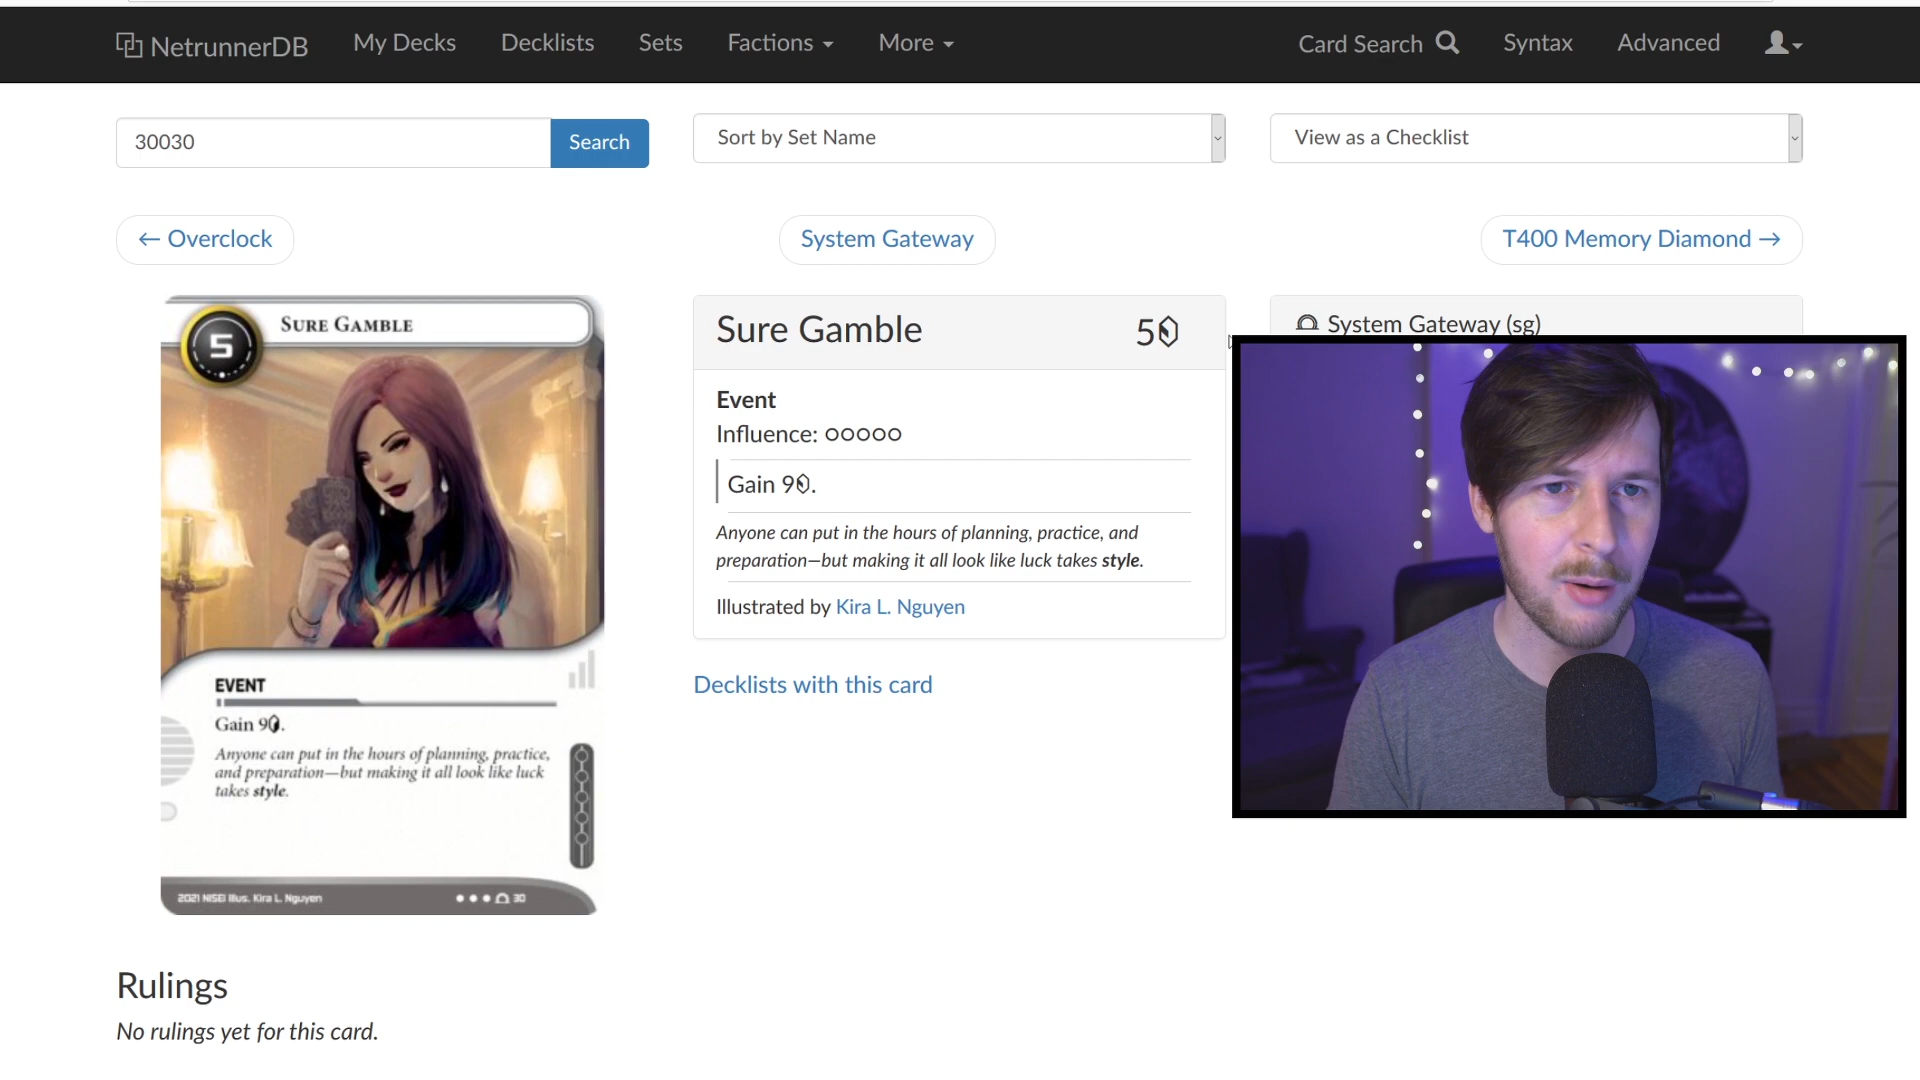 NetrunnerDB My Decks Decklists Sets Factions More Card Search Syntax Advanced
30030 Search Sort by Set Name View as a Checklist
← Overclock System Gateway T400 Memory Diamond →
5 SURE GAMBLE
EVENT
Gain 9.
Anyone can put in the hours of planning, practice,
and preparation—but making it all look like luck
takes style.
2021 NISEI Illus. Kira L. Nguyen 30
Sure Gamble 5
Event
Influence: ○○○○○
Gain 9.
Anyone can put in the hours of planning, practice, and
preparation—but making it all look like luck takes style.
Illustrated by Kira L. Nguyen
Decklists with this card
System Gateway (sg)
Rulings
No rulings yet for this card.